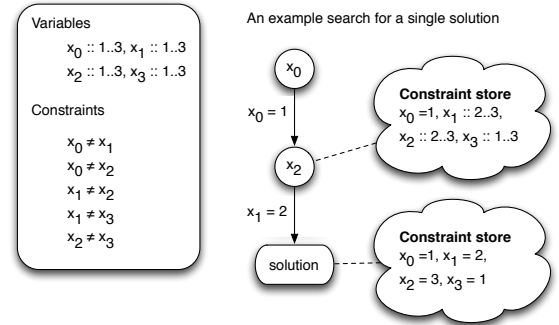 Variables
x0 :: 1..3, x1 :: 1..3
x2 :: 1..3, x3 :: 1..3
Constraints
x0 ≠ x1
x0 ≠ x2
x1 ≠ x2
x1 ≠ x3
x2 ≠ x3
An example search for a single solution
x0
x0 = 1
x2
x1 = 2
solution
Constraint store
x0 =1, x1 :: 2..3,
x2 :: 2..3, x3 :: 1..3
Constraint store
x0 =1, x1 = 2,
x2 = 3, x3 = 1